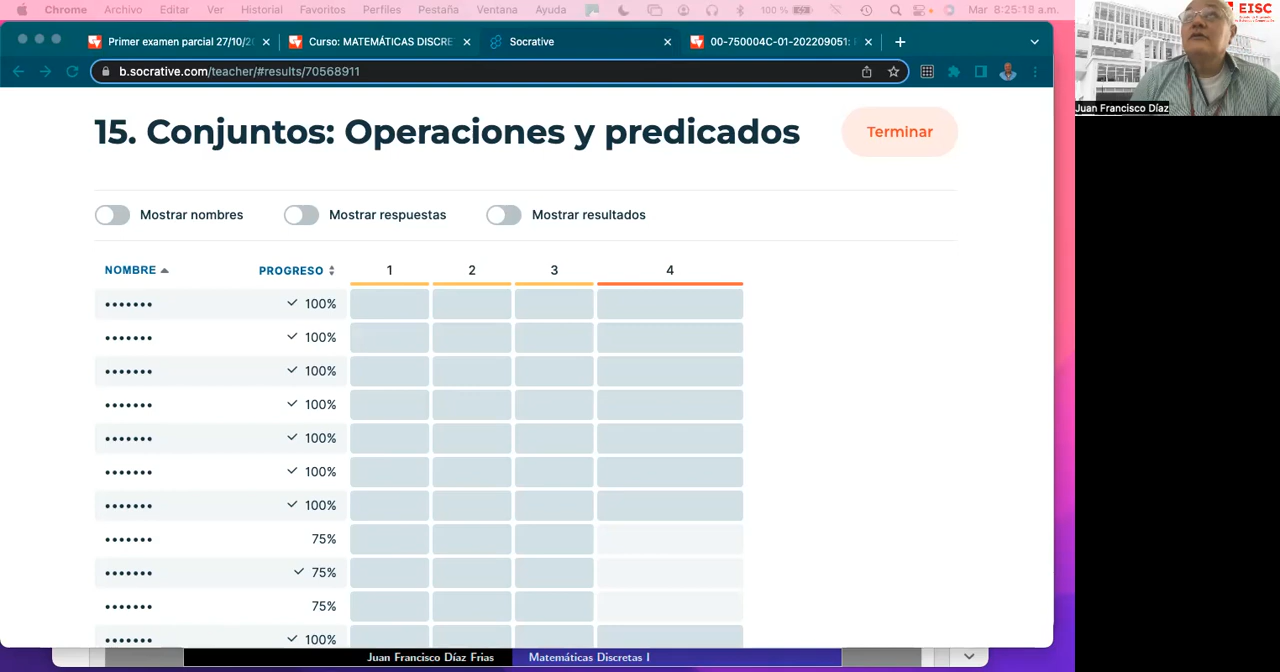 Chrome Archivo Editar Ver Historial Favoritos Perfiles Pestaña Ventana Ayuda 100 % Mar 8:25:18 a.m.
Primer examen parcial 27/10/2 Curso: MATEMÁTICAS DISCRE Socrative 00-750004C-01-202209051:
b.socrative.com/teacher/#results/70568911
EISC
Juan Francisco Díaz
15. Conjuntos: Operaciones y predicados
Terminar
Mostrar nombres Mostrar respuestas Mostrar resultados
NOMBRE PROGRESO 1 2 3 4
••••••• 100%
••••••• 100%
••••••• 100%
••••••• 100%
••••••• 100%
••••••• 100%
••••••• 100%
••••••• 75%
••••••• 75%
••••••• 75%
••••••• 100%
Juan Francisco Díaz Frias Matemáticas Discretas I